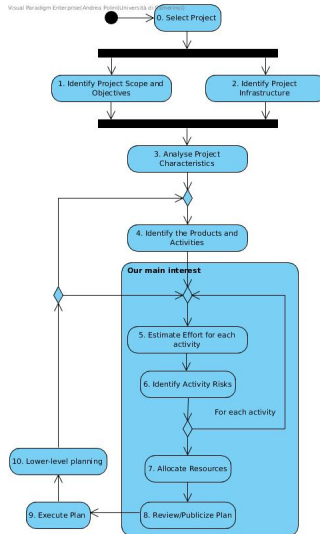 Visual Paradigm Enterprise(Andrea Polini(Università di
0. Select Project
1. Identify Project Scope and
Objectives
2. Identify Project
Infrastructure
3. Analyse Project
Characteristics
4. Identify the Products and
Activities
Our main interest
5. Estimate Effort for each
activity
6. Identify Activity Risks
For each activity
10. Lower-level planning
7. Allocate Resources
9. Execute Plan
8. Review/Publicize Plan